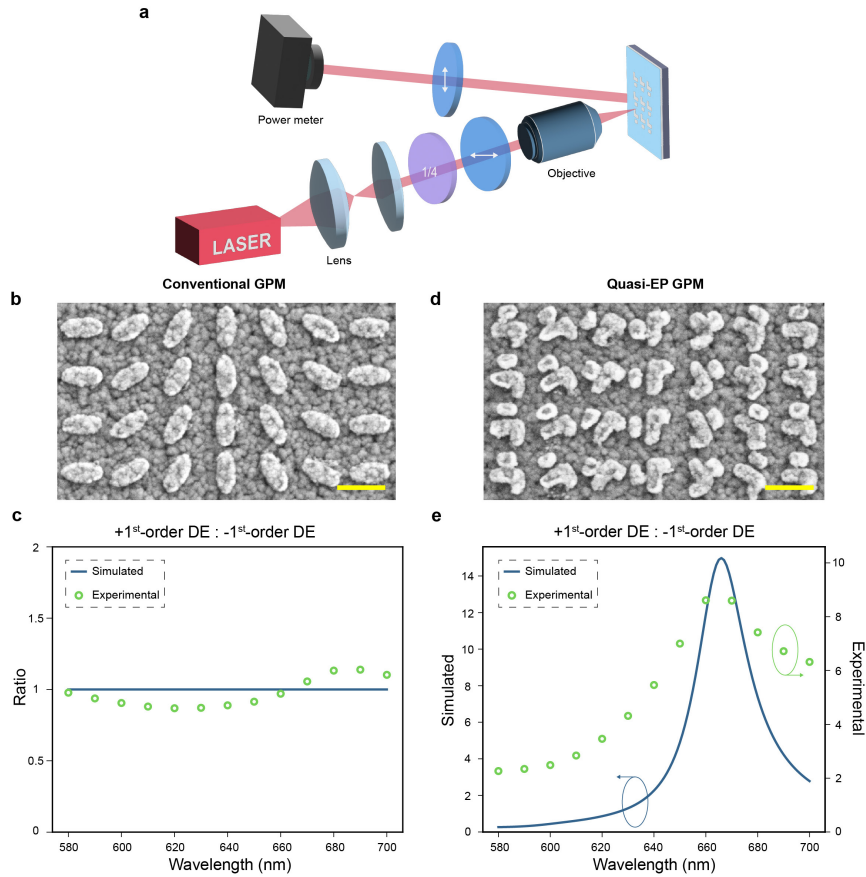 a
Power meter
1/4
Objective
LASER
Lens
Conventional GPM
Quasi-EP GPM
b
d
c
+1st-order DE : -1st-order DE
2
1.5
1
0.5
0
Ratio
Simulated
Experimental
580
600
620
640
660
680
700
Wavelength (nm)
e
+1st-order DE : -1st-order DE
14
12
10
8
6
4
2
0
Simulated
Simulated
Experimental
10
8
6
4
2
0
Experimental
580
600
620
640
660
680
700
Wavelength (nm)